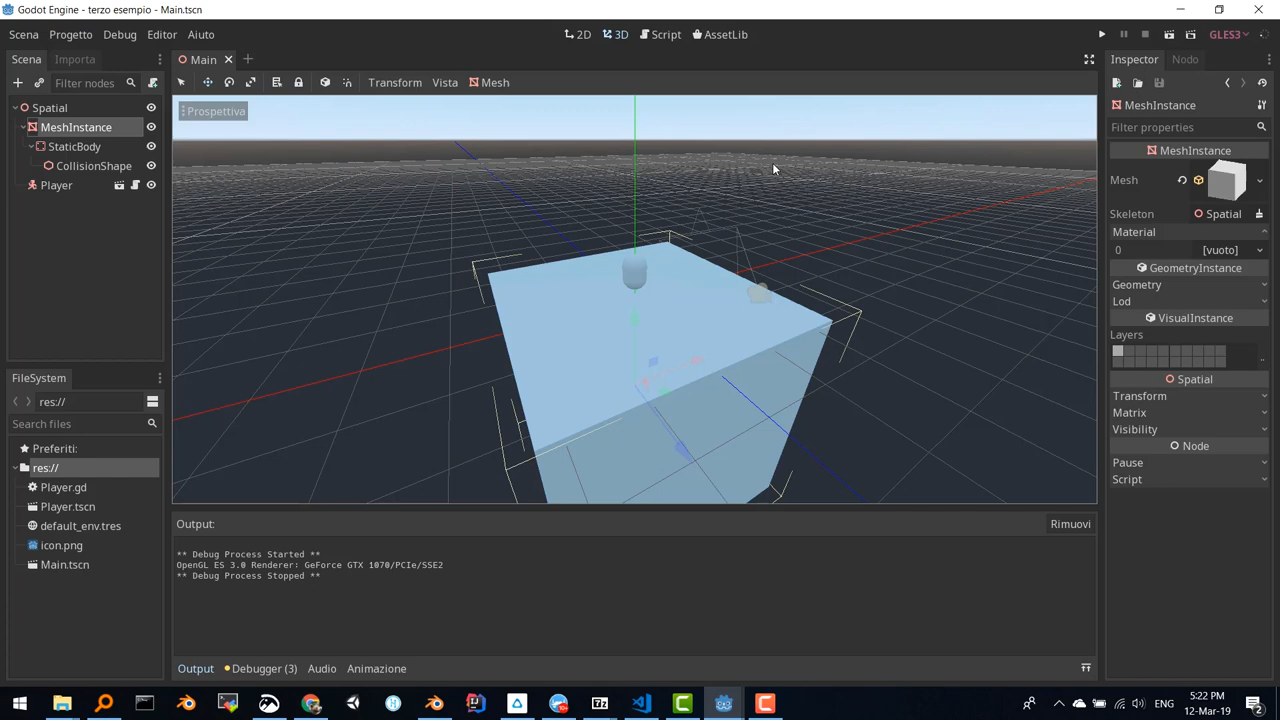 Godot Engine - terzo esempio - Main.tscn
Scena Progetto Debug Editor Aiuto
2D 3D Script AssetLib
GLES3
Scena Importa
Main
Inspector Nodo
Filter nodes
Transform Vista Mesh
Spatial
MeshInstance
StaticBody
CollisionShape
Player
Prospettiva
MeshInstance
Filter properties
MeshInstance
Mesh
Skeleton Spatial
Material
0 [vuoto]
GeometryInstance
Geometry
Lod
VisualInstance
Layers
..
Spatial
Transform
Matrix
Visibility
Node
Pause
Script
FileSystem
res://
Search files
Preferiti:
res://
Player.gd
Player.tscn
default_env.tres
icon.png
Main.tscn
Output: Rimuovi
** Debug Process Started **
OpenGL ES 3.0 Renderer: GeForce GTX 1070/PCIe/SSE2
** Debug Process Stopped **
Output Debugger (3) Audio Animazione
ENG
5:22 PM
12-Mar-19
2